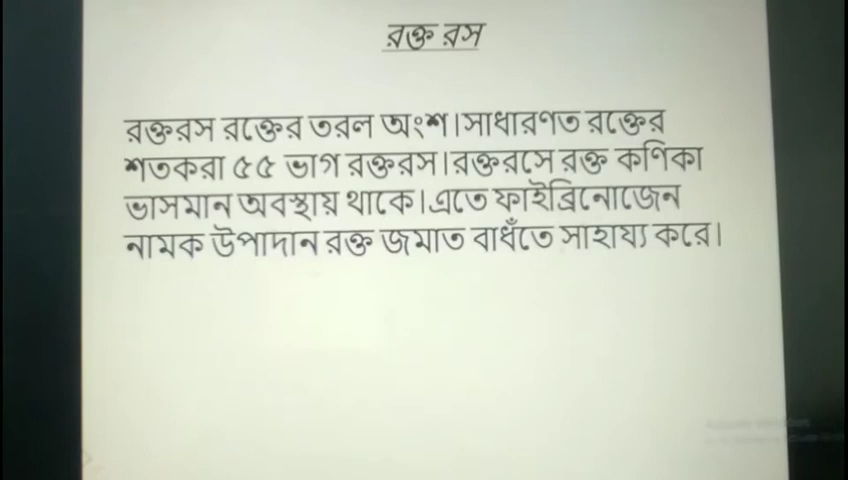 রক্ত রস
রক্তরস রক্তের তরল অংশ।সাধারণত রক্তের
শতকরা ৫৫ ভাগ রক্তরস।রক্তরসে রক্ত কণিকা
ভাসমান অবস্থায় থাকে।এতে ফাইব্রিনোজেন
নামক উপাদান রক্ত জমাত বাধঁতে সাহায্য করে।